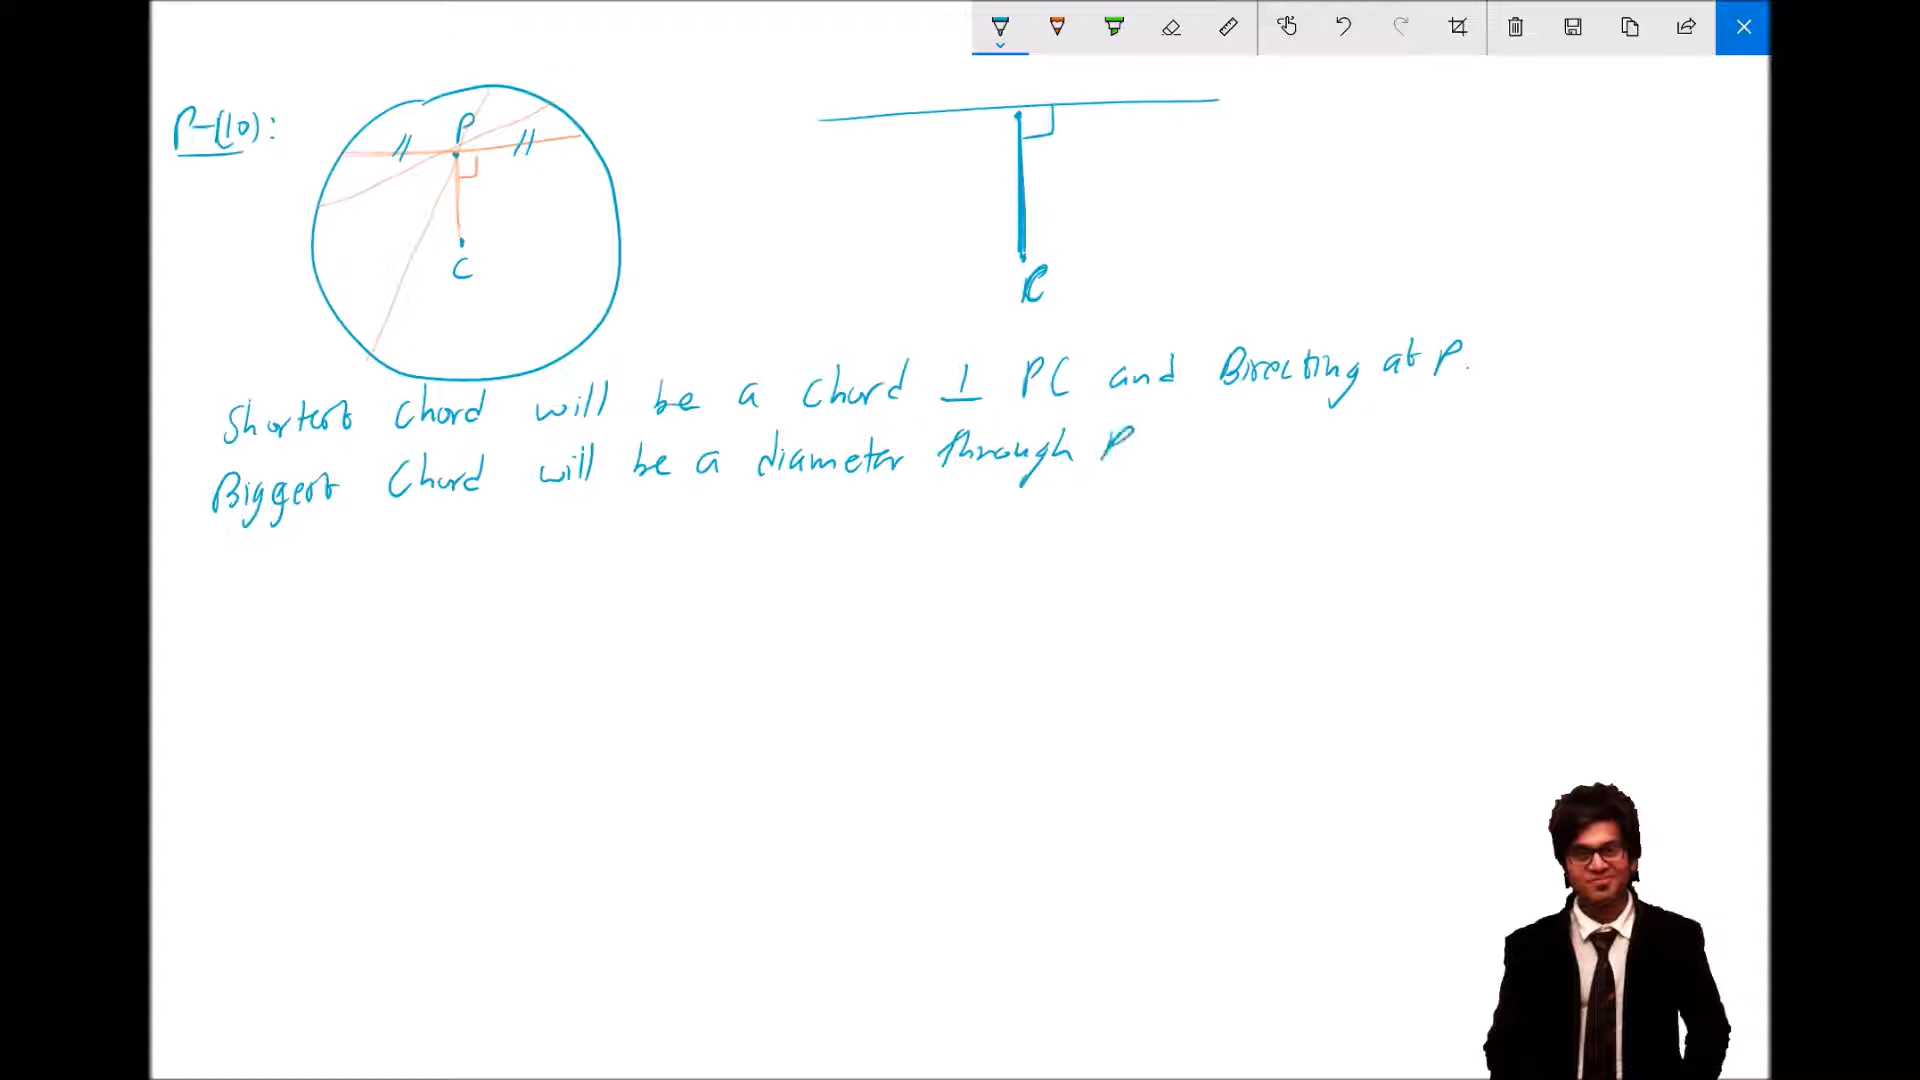 P-(10):
P
C
C
Shortest Chord will be a Chord ⊥ PC and Bisecting at P.
Biggest Chord will be a diameter through P